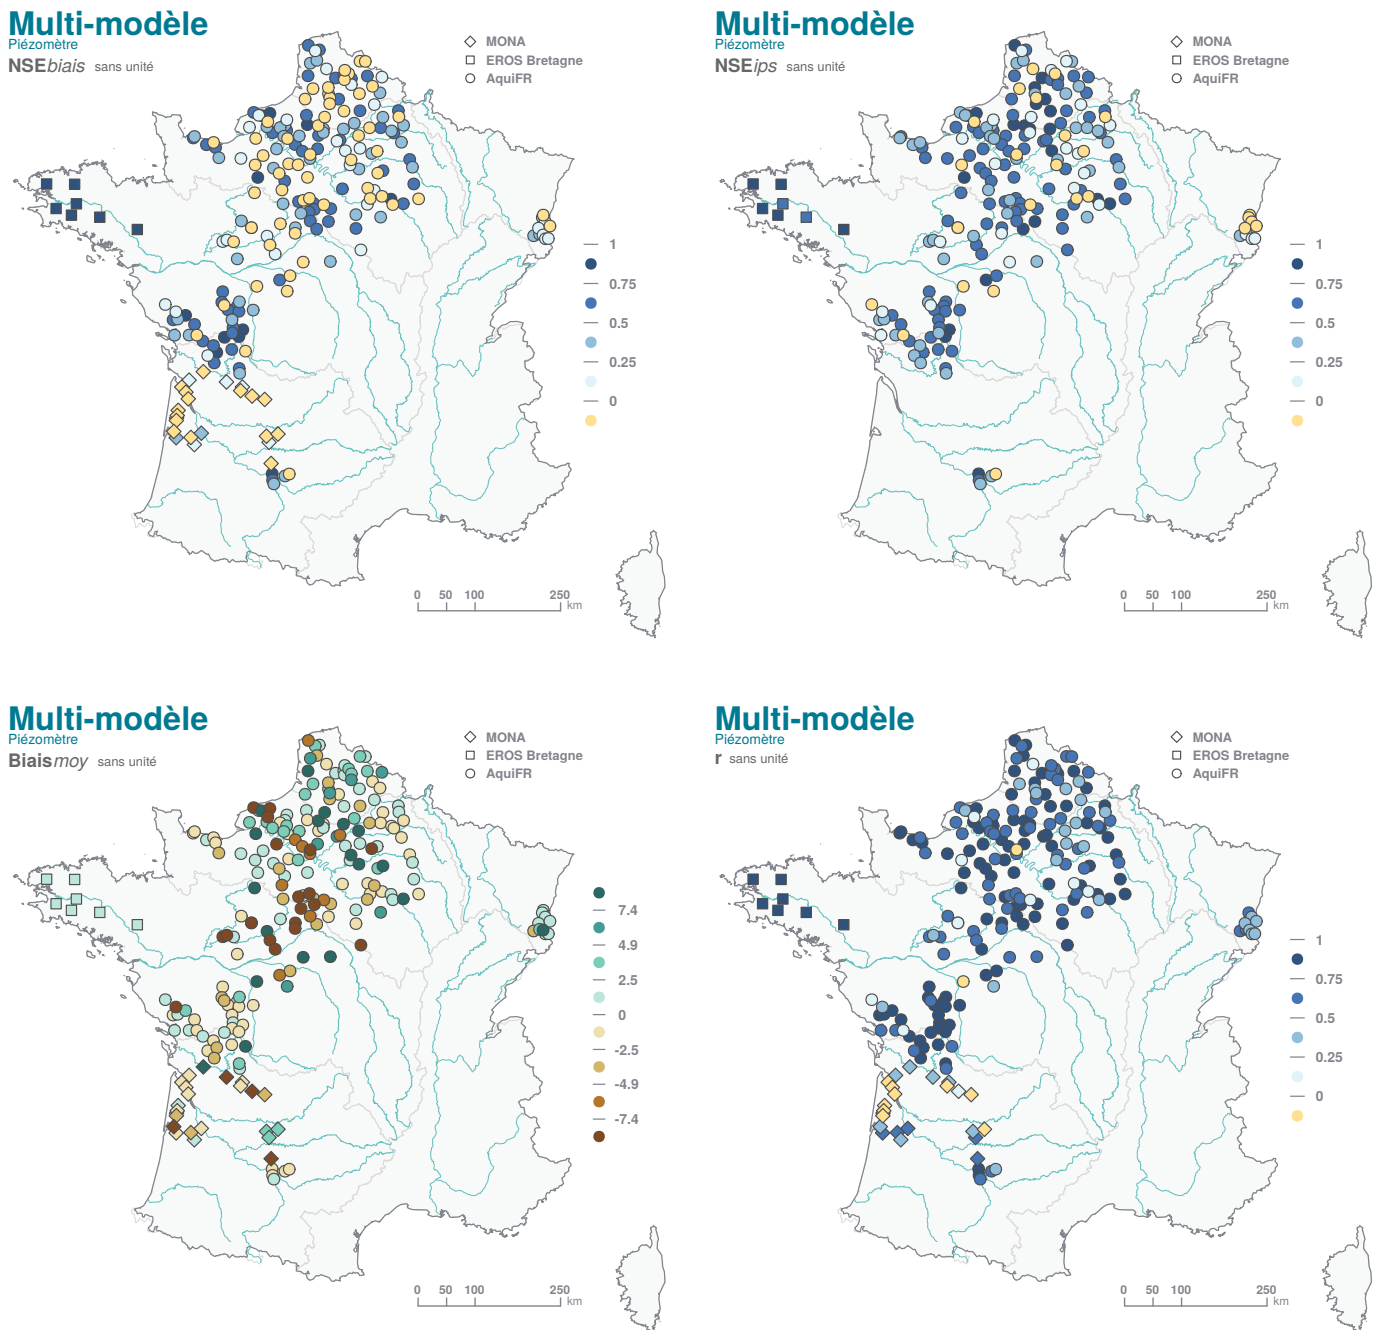 Multi-modèle
Piézomètre
NSEbiais sans unité
MONA
EROS Bretagne
AquiFR
1
0.75
0.5
0.25
0
0 50 100 250
km
Multi-modèle
Piézomètre
NSEips sans unité
MONA
EROS Bretagne
AquiFR
1
0.75
0.5
0.25
0
0 50 100 250
km
Multi-modèle
Piézomètre
Biaismoy sans unité
MONA
EROS Bretagne
AquiFR
7.4
4.9
2.5
0
-2.5
-4.9
-7.4
0 50 100 250
km
Multi-modèle
Piézomètre
r sans unité
MONA
EROS Bretagne
AquiFR
1
0.75
0.5
0.25
0
0 50 100 250
km